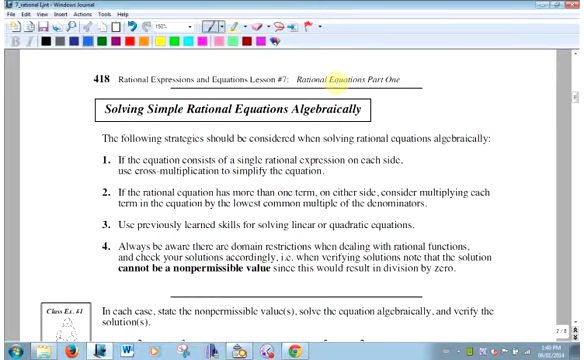 7_rational Ljnt - Windows Journal
File Edit View Insert Actions Tools Help
150%
B I
418 Rational Expressions and Equations Lesson #7: Rational Equations Part One
Solving Simple Rational Equations Algebraically
The following strategies should be considered when solving rational equations algebraically:
1. If the equation consists of a single rational expression on each side,
use cross-multiplication to simplify the equation.
2. If the rational equation has more than one term, on either side, consider multiplying each
term in the equation by the lowest common multiple of the denominators.
3. Use previously learned skills for solving linear or quadratic equations.
4. Always be aware there are domain restrictions when dealing with rational functions,
and check your solutions accordingly, i.e. when verifying solutions note that the solution
cannot be a nonpermissible value since this would result in division by zero.
Class Ex. #1
In each case, state the nonpermissible value(s), solve the equation algebraically, and verify the
solution(s).
2 / 8